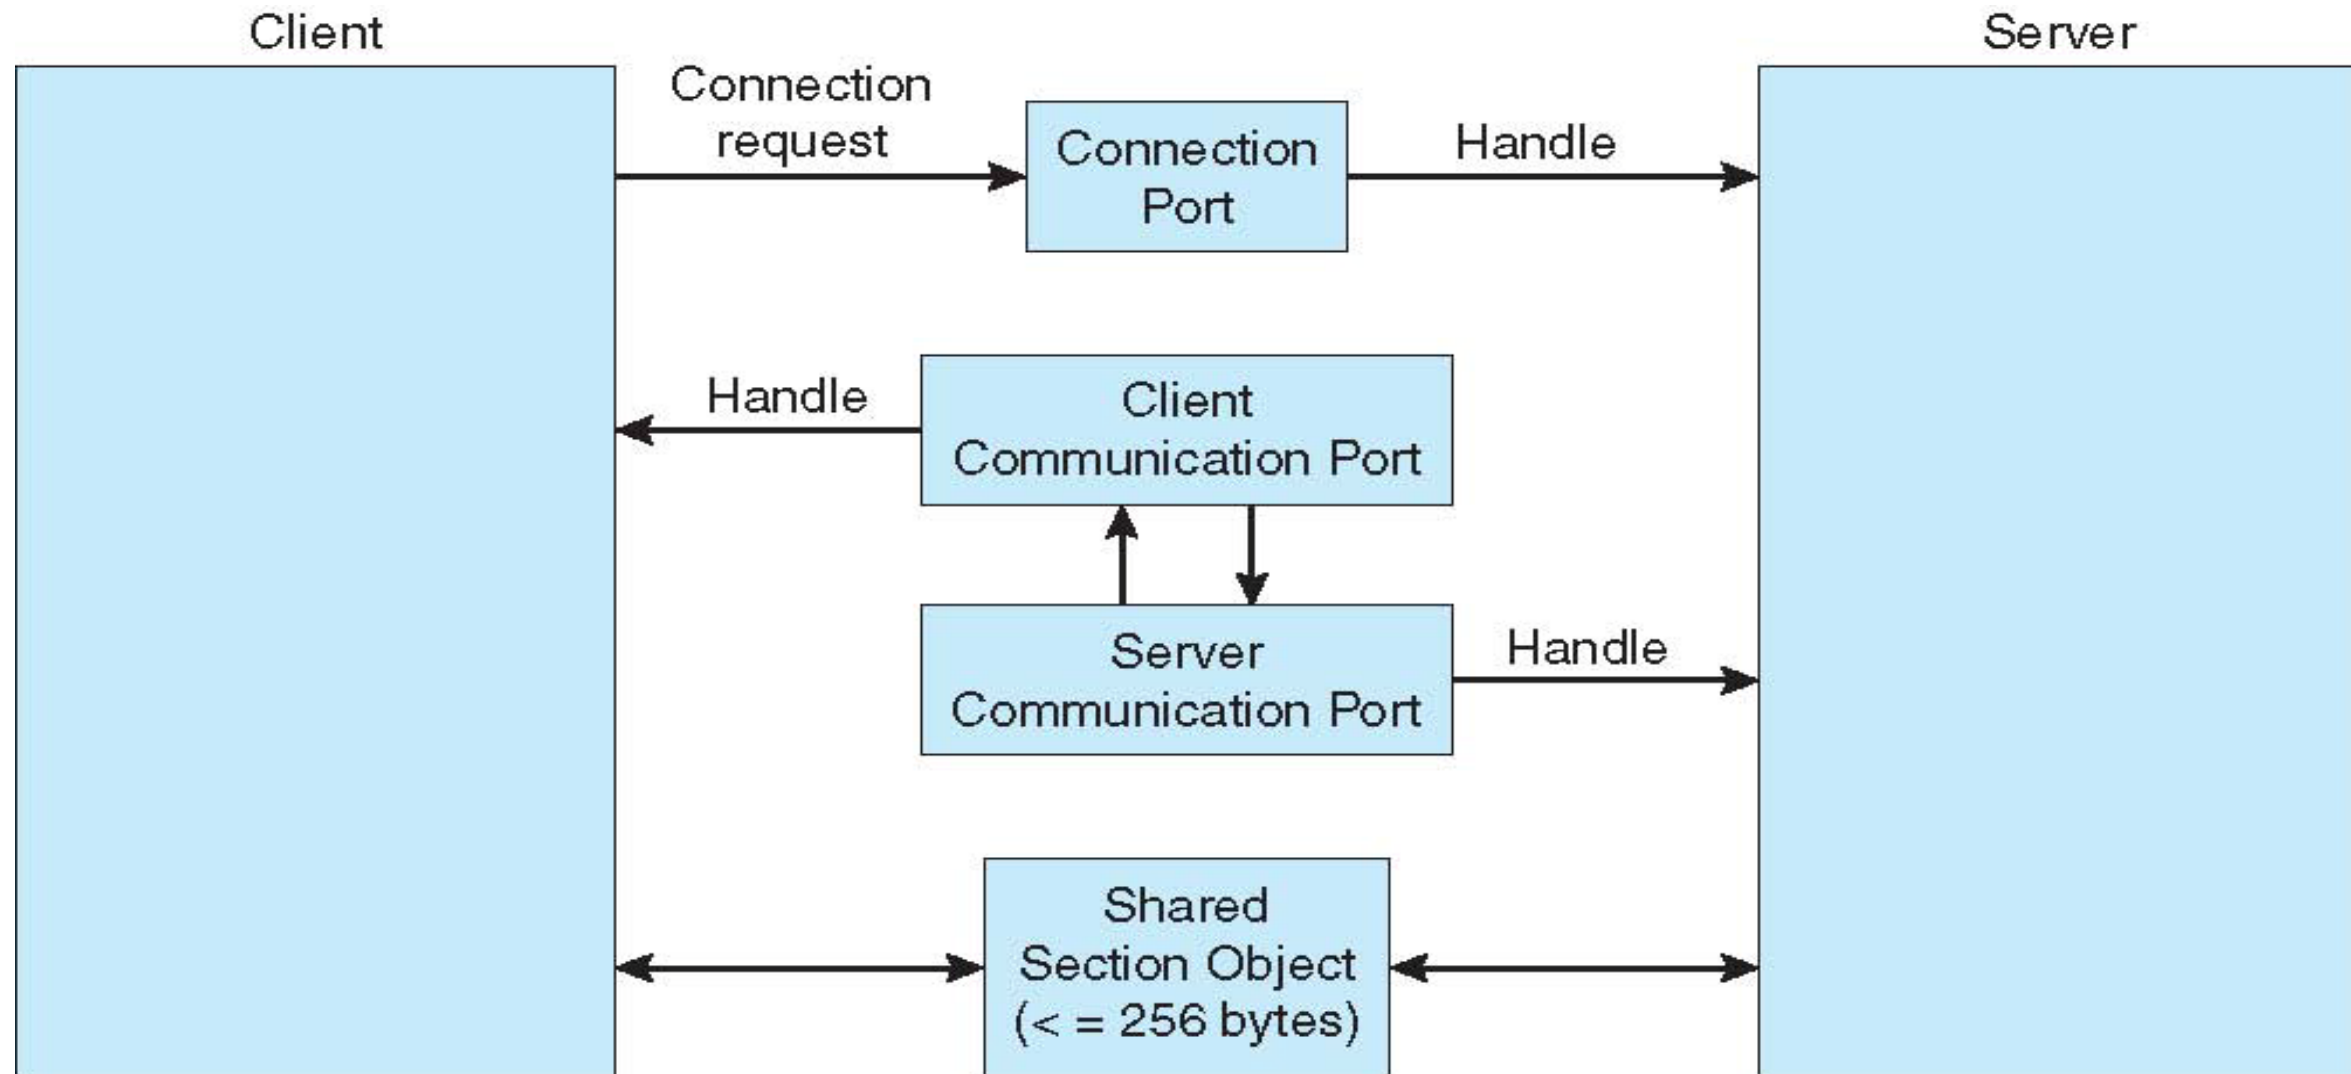 Client
Server
Connection
request
Connection
Port
Handle
Handle
Client
Communication Port
Server
Communication Port
Handle
Shared
Section Object
(< = 256 bytes)